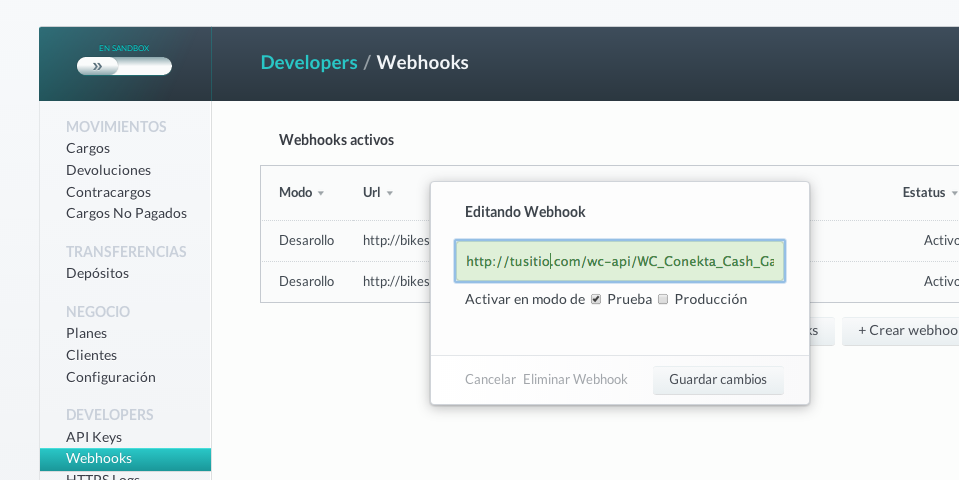 EN SANDBOX
»
Developers / Webhooks
MOVIMIENTOS
Cargos
Devoluciones
Contracargos
Cargos No Pagados
TRANSFERENCIAS
Depósitos
NEGOCIO
Planes
Clientes
Configuración
DEVELOPERS
API Keys
Webhooks
HTTPS Logs
Webhooks activos
Modo Url Estatus
Desarollo http://bikes Activo
Desarollo http://bikes Activo
ks + Crear webhoo
Editando Webhook
http://tusitio.com/wc-api/WC_Conekta_Cash_Ga
Activar en modo de Prueba Producción
Cancelar Eliminar Webhook Guardar cambios